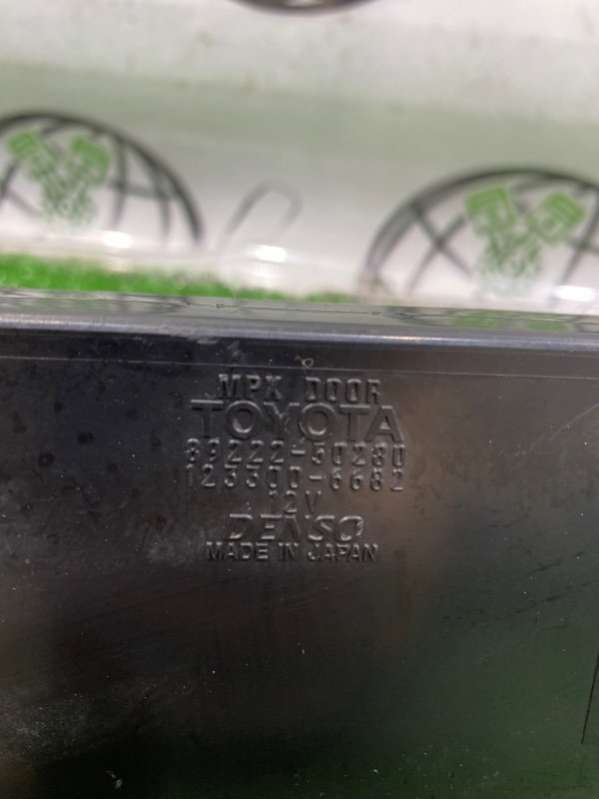 MPX DOOR
TOYOTA
89222-30280
123300-6682
12V
DENSO
MADE IN JAPAN